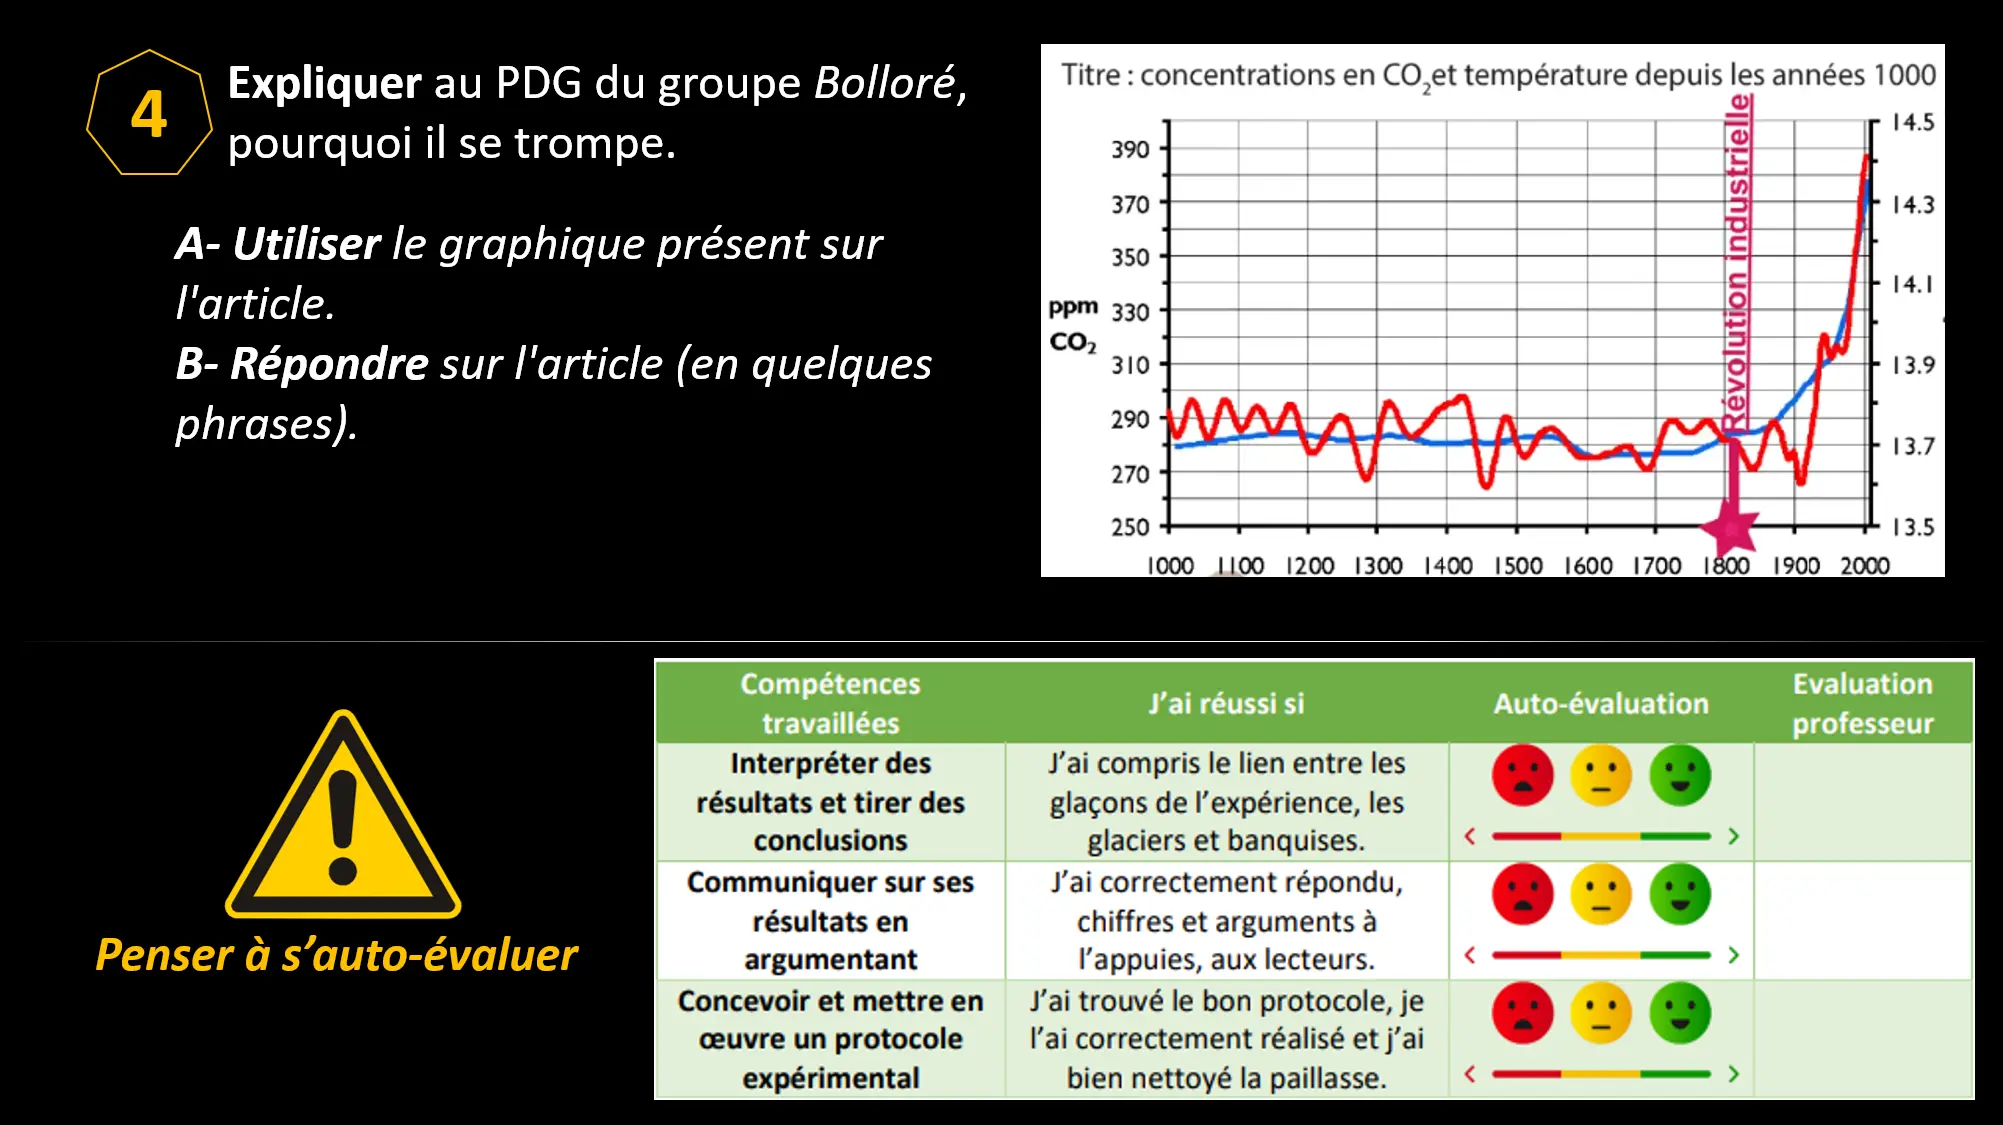 4
Expliquer au PDG du groupe Bolloré,
pourquoi il se trompe.
A- Utiliser le graphique présent sur
l'article.
B- Répondre sur l'article (en quelques
phrases).
Titre : concentrations en CO2et température depuis les années 1000
Révolution industrielle
390
370
350
330
310
290
270
250
ppm
CO2
14.5
14.3
14.1
13.9
13.7
13.5
1000 1100 1200 1300 1400 1500 1600 1700 1800 1900 2000
Penser à s’auto-évaluer
Compétences
travaillées
J’ai réussi si
Auto-évaluation
Evaluation
professeur
Interpréter des
résultats et tirer des
conclusions
J’ai compris le lien entre les
glaçons de l’expérience, les
glaciers et banquises.
Communiquer sur ses
résultats en
argumentant
J’ai correctement répondu,
chiffres et arguments à
l’appuies, aux lecteurs.
Concevoir et mettre en
œuvre un protocole
expérimental
J’ai trouvé le bon protocole, je
l’ai correctement réalisé et j’ai
bien nettoyé la paillasse.